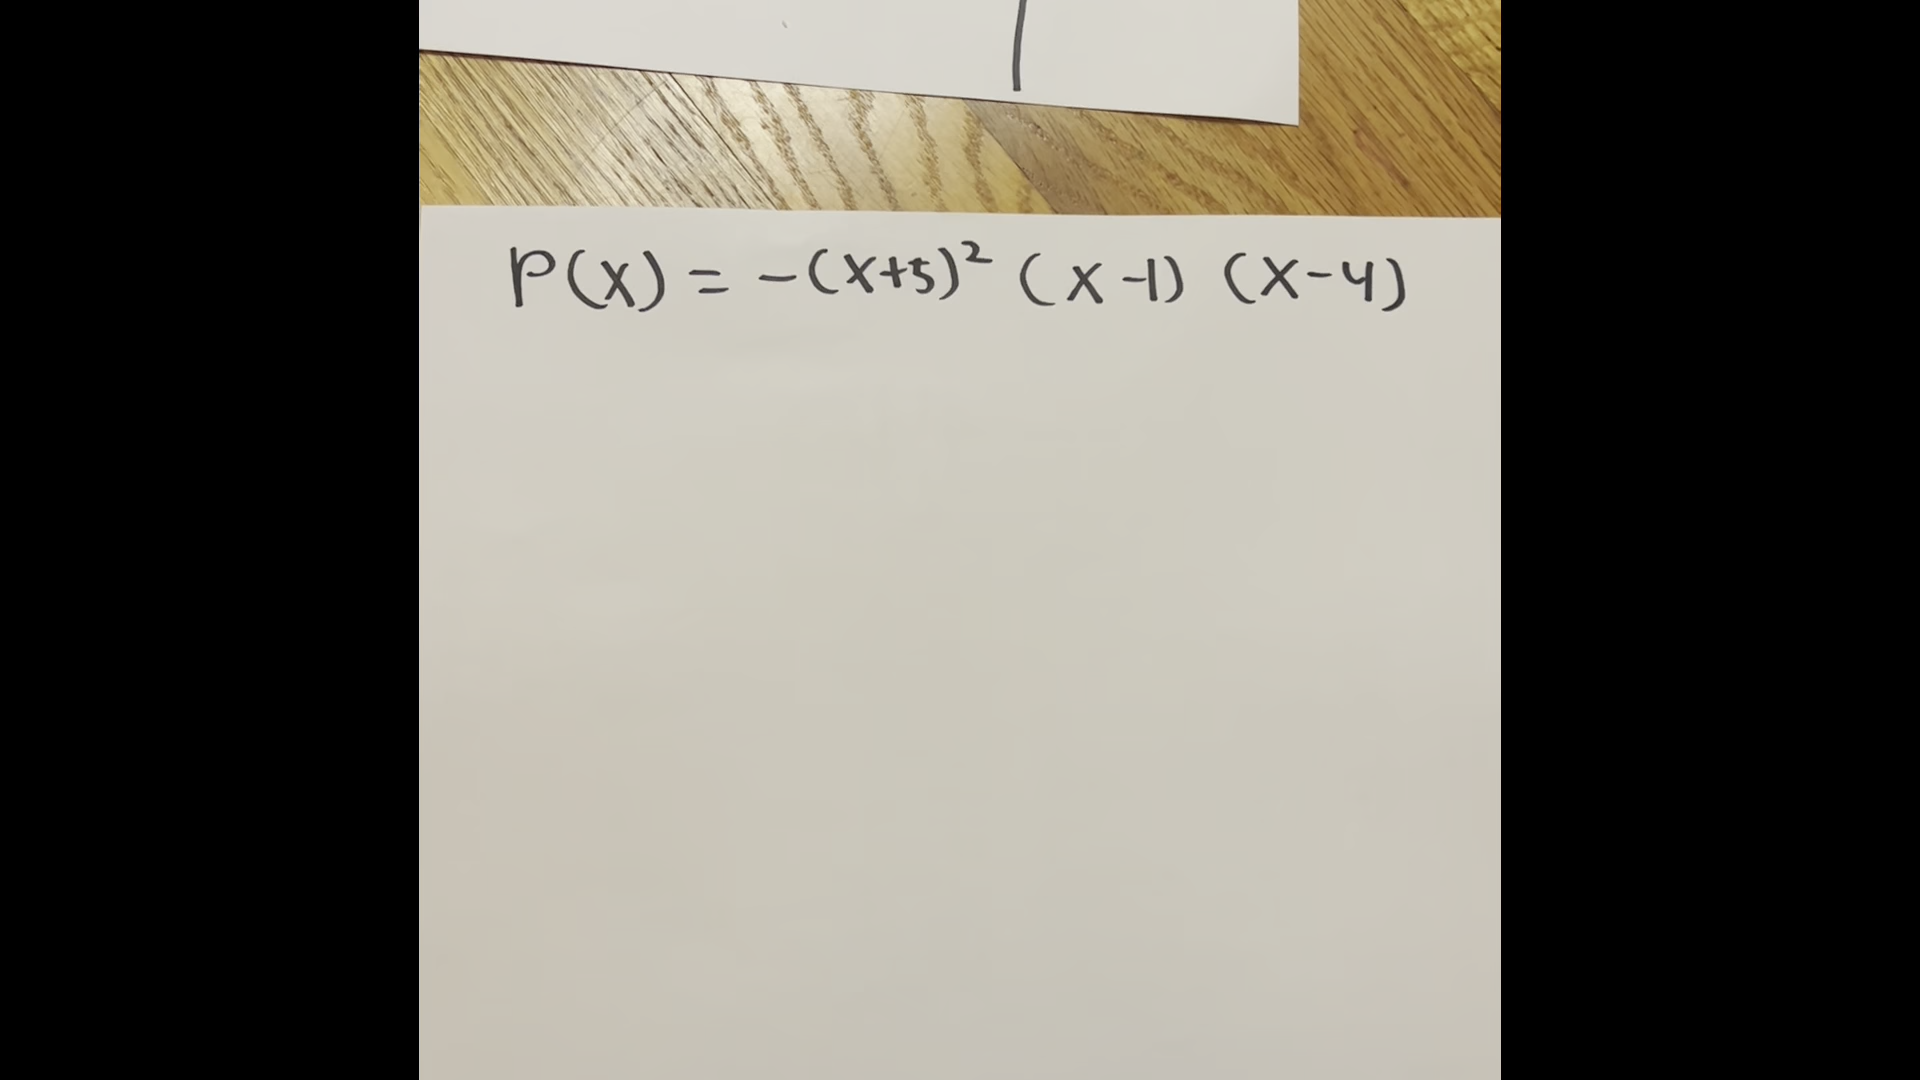 P(x) = -(x+5)² (x-1) (x-4)